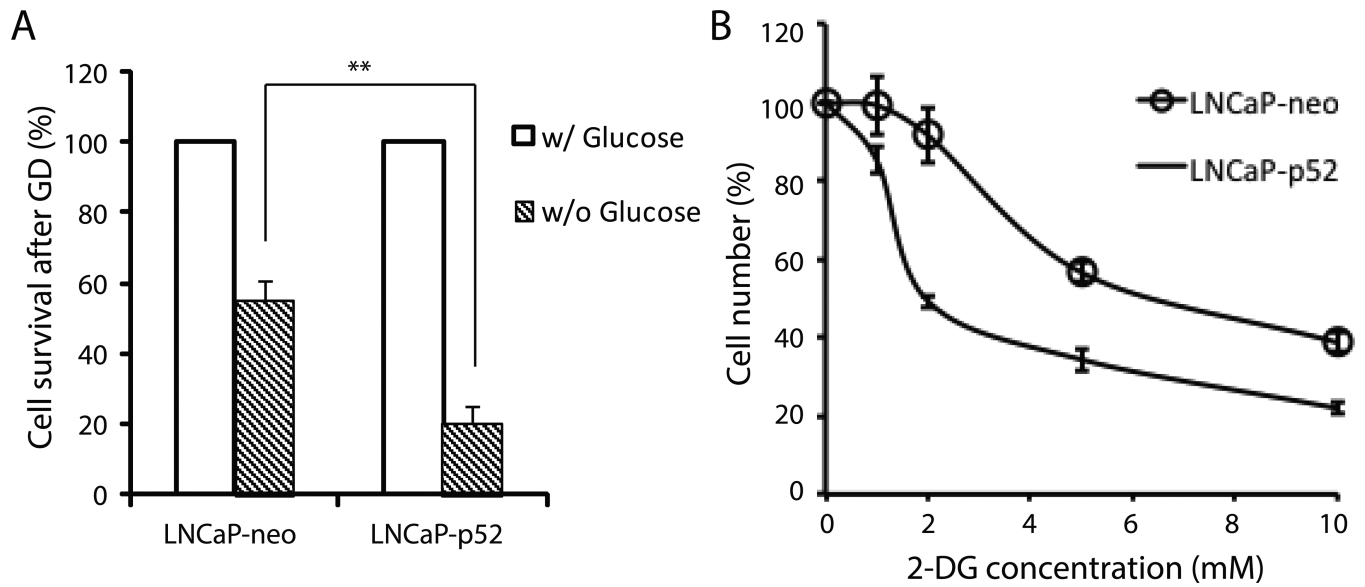 A
Cell survival after GD (%)
120
100
80
60
40
20
0
**
w/ Glucose
w/o Glucose
LNCaP-neo
LNCaP-p52
B
Cell number (%)
120
100
80
60
40
20
0
LNCaP-neo
LNCaP-p52
0 2 4 6 8 10
2-DG concentration (mM)